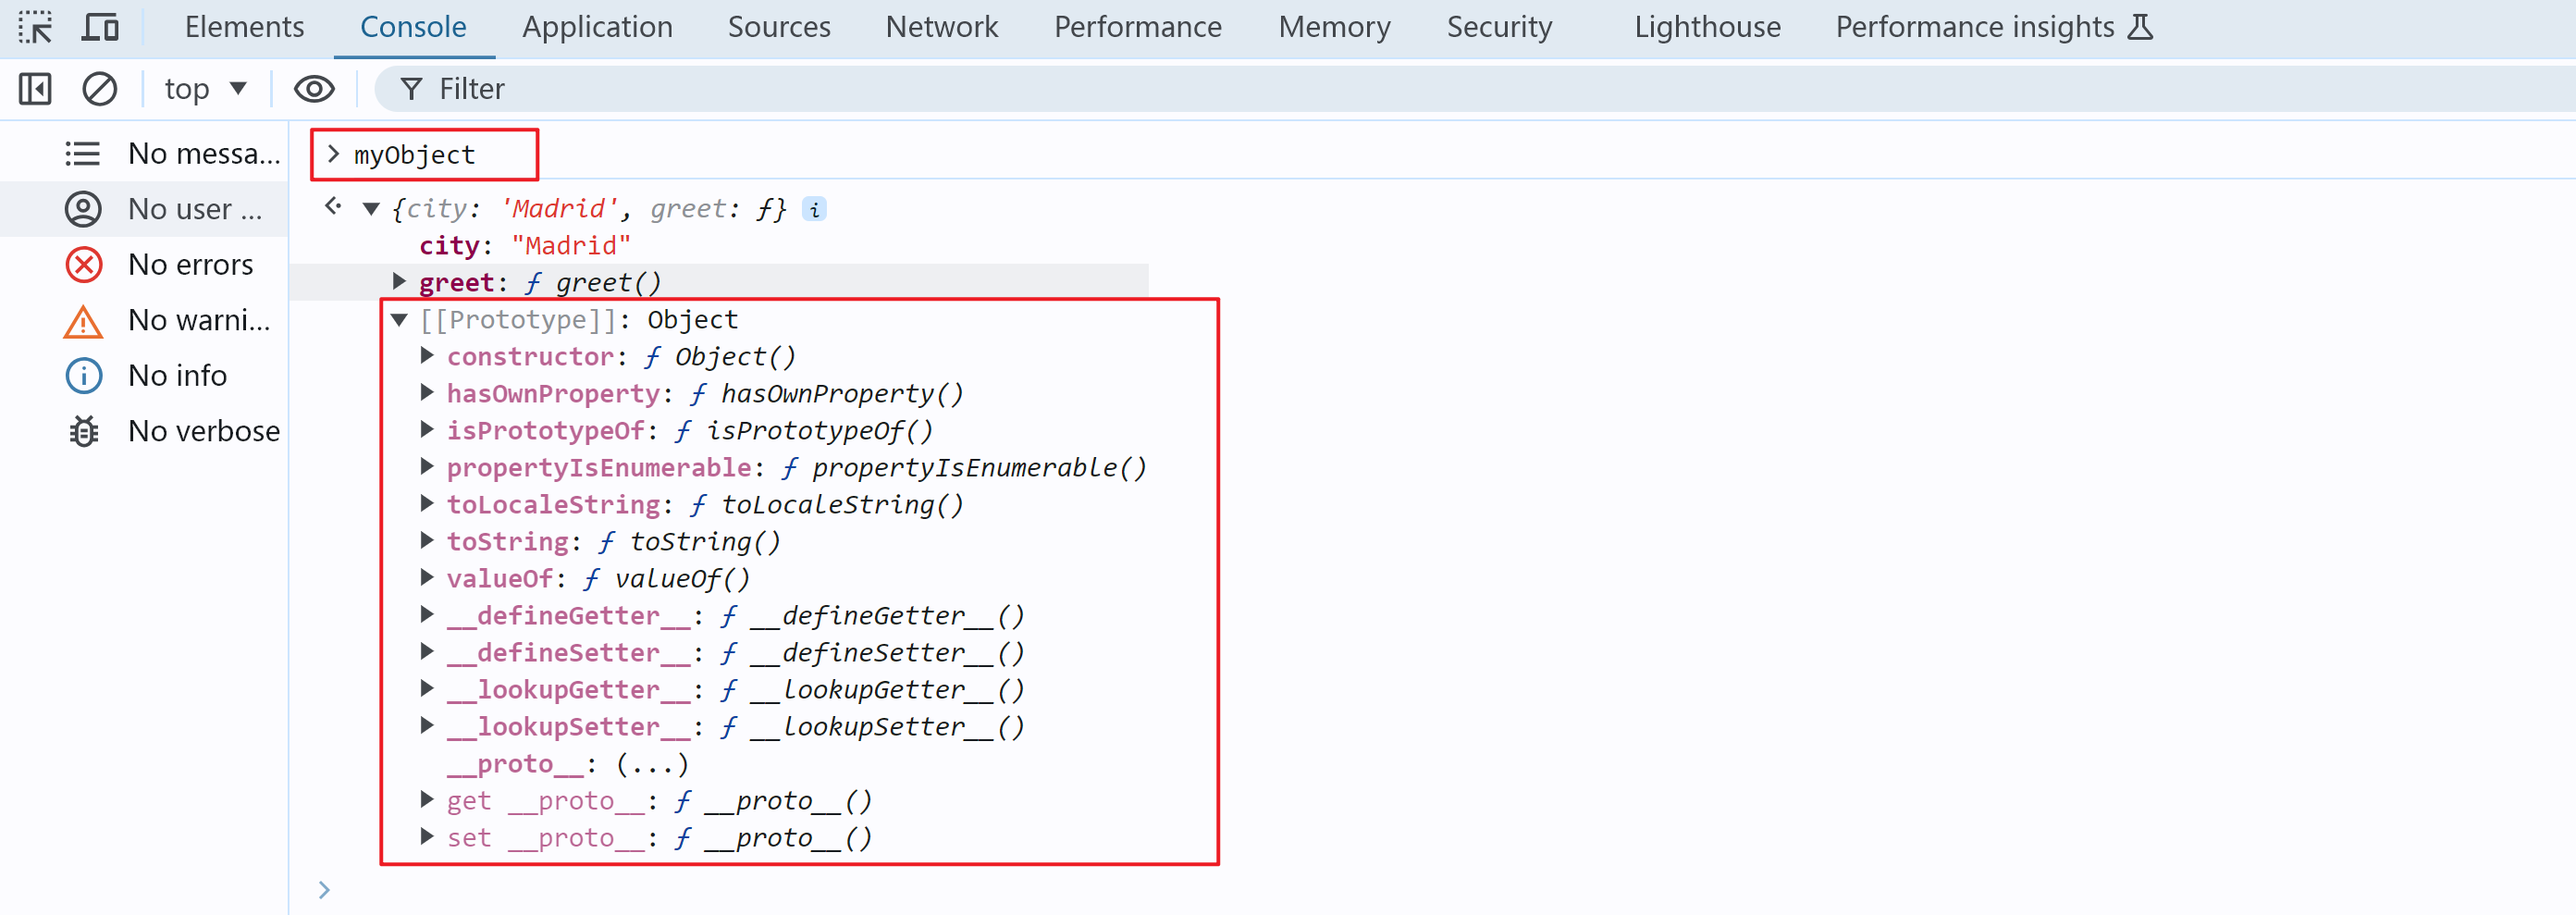 Elements Console Application Sources Network Performance Memory Security Lighthouse Performance insights
top Filter
No messa...
No user ...
No errors
No warni...
No info
No verbose
> myObject
{city: 'Madrid', greet: ƒ} i
city: "Madrid"
greet: ƒ greet()
[[Prototype]]: Object
constructor: ƒ Object()
hasOwnProperty: ƒ hasOwnProperty()
isPrototypeOf: ƒ isPrototypeOf()
propertyIsEnumerable: ƒ propertyIsEnumerable()
toLocaleString: ƒ toLocaleString()
toString: ƒ toString()
valueOf: ƒ valueOf()
__defineGetter__: ƒ __defineGetter__()
__defineSetter__: ƒ __defineSetter__()
__lookupGetter__: ƒ __lookupGetter__()
__lookupSetter__: ƒ __lookupSetter__()
__proto__: (...)
get __proto__: ƒ __proto__()
set __proto__: ƒ __proto__()
>